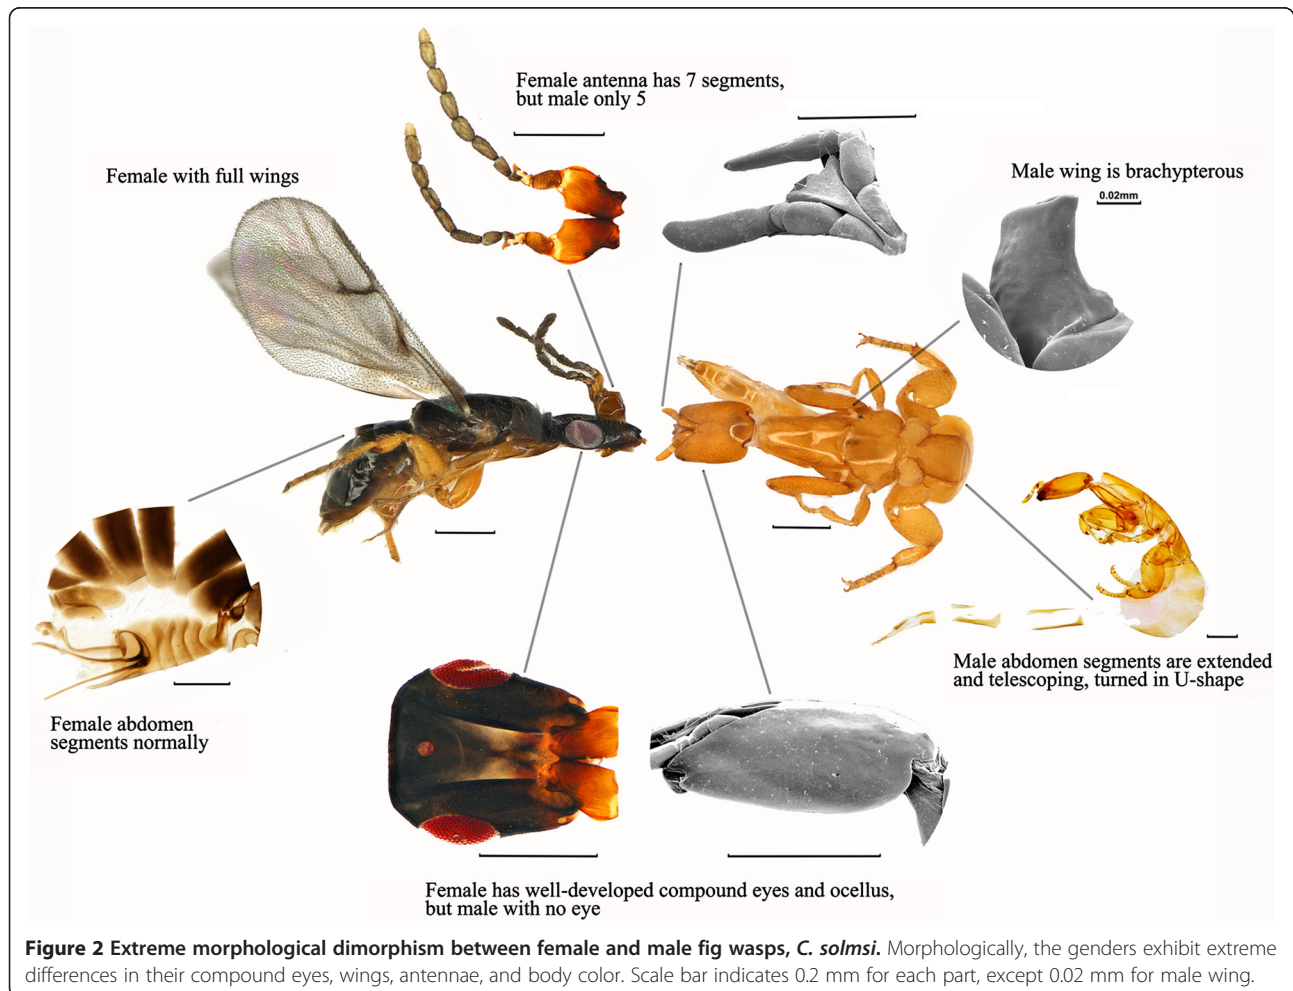 Female antenna has 7 segments,
but male only 5
Female with full wings
Male wing is brachypterous
0.02mm
Male abdomen segments are extended
and telescoping, turned in U-shape
Female abdomen
segments normally
Female has well-developed compound eyes and ocellus,
but male with no eye
Figure 2 Extreme morphological dimorphism between female and male fig wasps, C. solmsi. Morphologically, the genders exhibit extreme
differences in their compound eyes, wings, antennae, and body color. Scale bar indicates 0.2 mm for each part, except 0.02 mm for male wing.